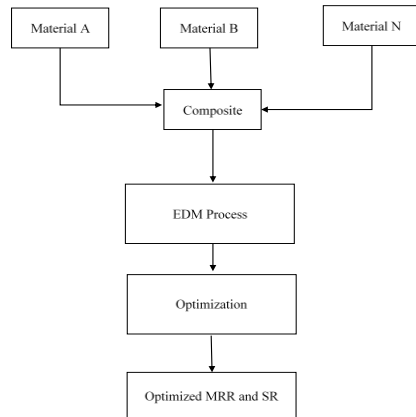 Material A
Material B
Material N
Composite
EDM Process
Optimization
Optimized MRR and SR